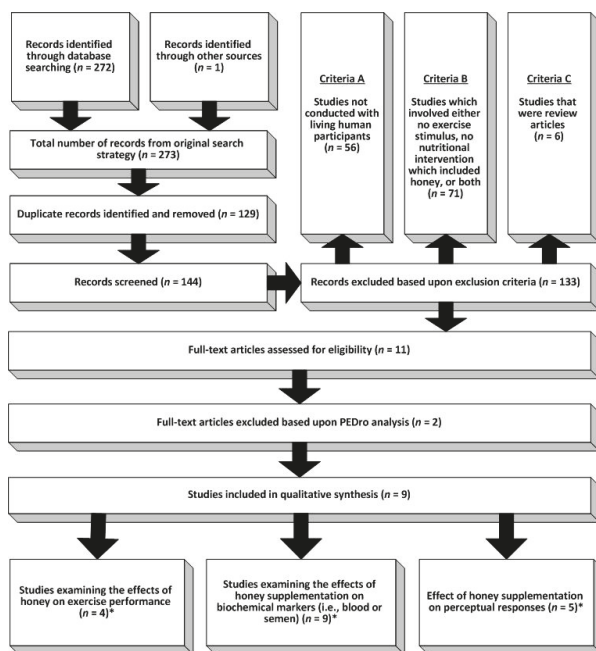 Records identified
through database
searching (n = 272)
Records identified
through other sources
(n = 1)
Total number of records from original search
strategy (n = 273)
Duplicate records identified and removed (n = 129)
Records screened (n = 144)
Criteria A
Studies not
conducted with
living human
participants
(n = 56)
Criteria B
Studies which
involved either
no exercise
stimulus, no
nutritional
intervention
which included
honey, or both
(n = 71)
Criteria C
Studies that
were review
articles
(n = 6)
Records excluded based upon exclusion criteria (n = 133)
Full-text articles assessed for eligibility (n = 11)
Full-text articles excluded based upon PEDro analysis (n = 2)
Studies included in qualitative synthesis (n = 9)
Studies examining the effects of
honey on exercise performance
(n = 4)*
Studies examining the effects of
honey supplementation on
biochemical markers (i.e., blood or
semen) (n = 9)*
Effect of honey supplementation
on perceptual responses (n = 5)*